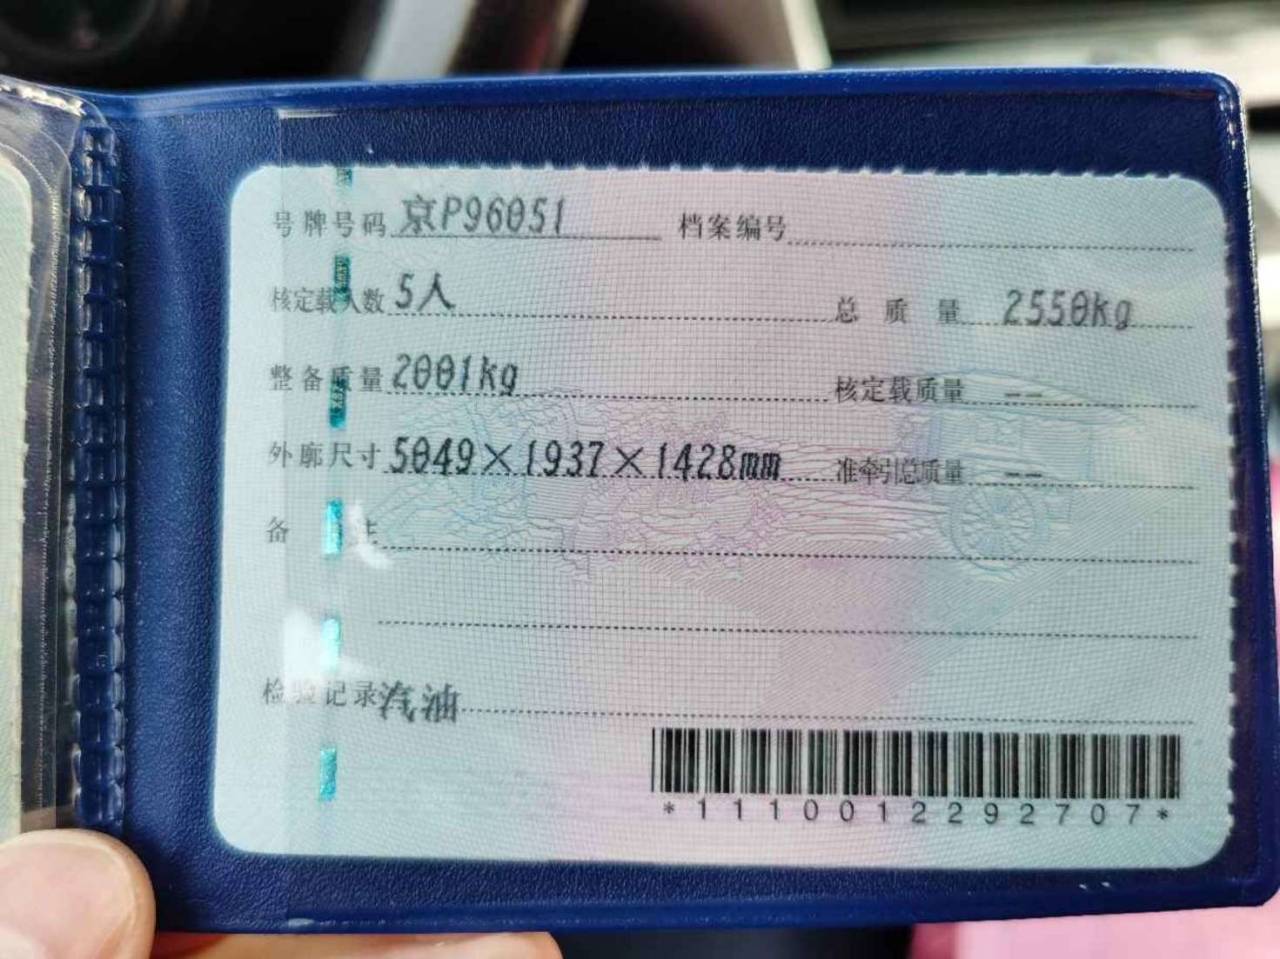 号牌号码 京P96051 档案编号
核定载人数 5人 总质量 2550kg
整备质量 2001kg 核定载质量 --
外廓尺寸 5049×1937×1428mm 准牵引总质量 --
备注
检验记录 汽油
*111001229270​7*